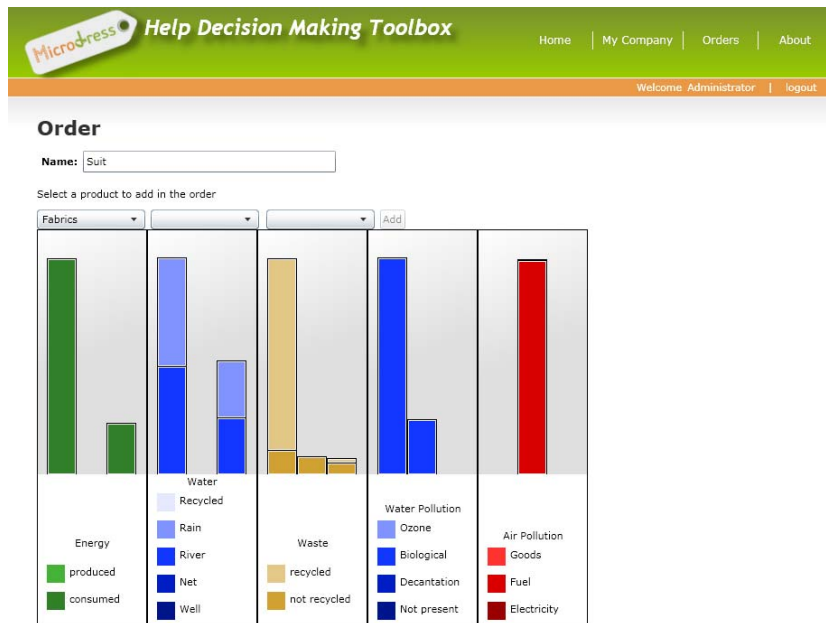 Microdress
Help Decision Making Toolbox
Home | My Company | Orders | About
Welcome Administrator | logout
Order
Name: Suit
Select a product to add in the order
Fabrics
Add
Energy
produced
consumed
Water
Recycled
Rain
River
Net
Well
Waste
recycled
not recycled
Water Pollution
Ozone
Biological
Decantation
Not present
Air Pollution
Goods
Fuel
Electricity